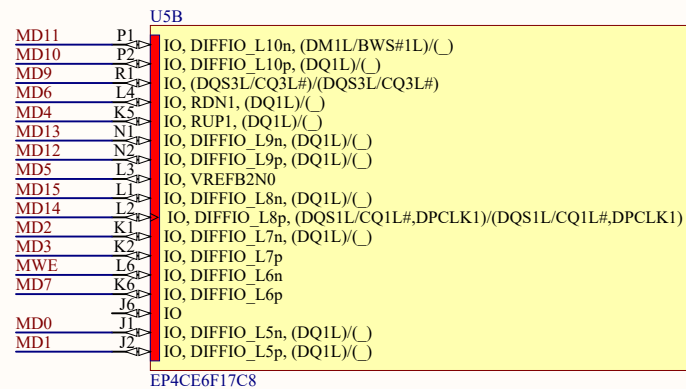 U5B
MD11 P1 IO, DIFFIO_L10n, (DM1L/BWS#1L)/(_)
MD10 P2 IO, DIFFIO_L10p, (DQ1L)/(_)
MD9 R1 IO, (DQS3L/CQ3L#)/(DQS3L/CQ3L#)
MD6 L4 IO, RDN1, (DQ1L)/(_)
MD4 K5 IO, RUP1, (DQ1L)/(_)
MD13 N1 IO, DIFFIO_L9n, (DQ1L)/(_)
MD12 N2 IO, DIFFIO_L9p, (DQ1L)/(_)
MD5 L3 IO, VREFB2N0
MD15 L1 IO, DIFFIO_L8n, (DQ1L)/(_)
MD14 L2 IO, DIFFIO_L8p, (DQS1L/CQ1L#,DPCLK1)/(DQS1L/CQ1L#,DPCLK1)
MD2 K1 IO, DIFFIO_L7n, (DQ1L)/(_)
MD3 K2 IO, DIFFIO_L7p
MWE L6 IO, DIFFIO_L6n
MD7 K6 IO, DIFFIO_L6p
J6 IO
MD0 J1 IO, DIFFIO_L5n, (DQ1L)/(_)
MD1 J2 IO, DIFFIO_L5p, (DQ1L)/(_)
EP4CE6F17C8